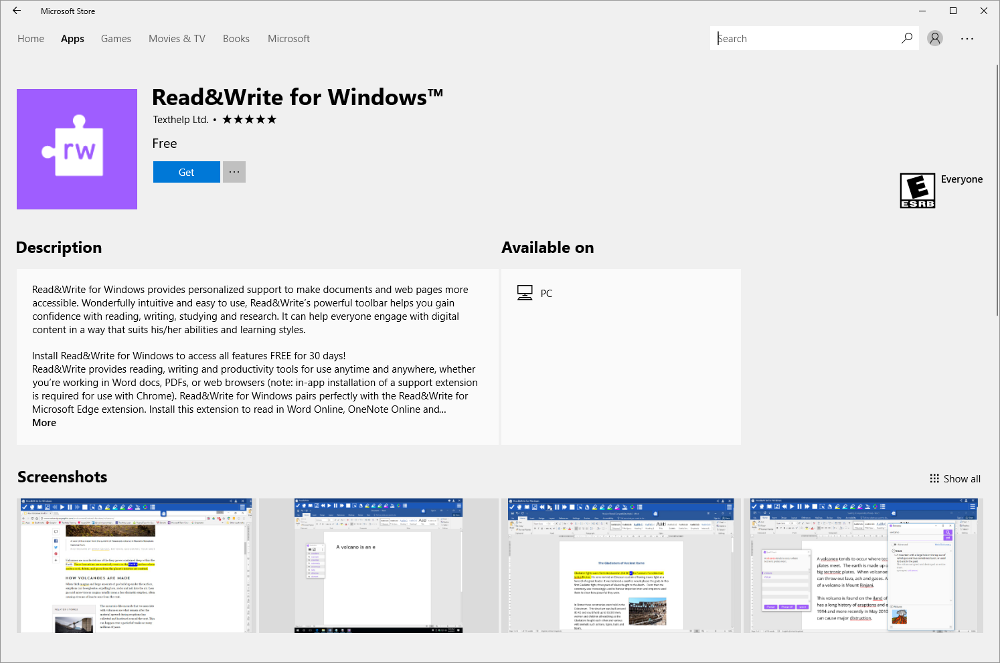 Microsoft Store
Home Apps Games Movies & TV Books Microsoft
Search
rw
Read&Write for Windows™
Texthelp Ltd. • ★★★★★
Free
Get ...
E
ESRB
Everyone
Description
Available on
Read&Write for Windows provides personalized support to make documents and web pages more
accessible. Wonderfully intuitive and easy to use, Read&Write’s powerful toolbar helps you gain
confidence with reading, writing, studying and research. It can help everyone engage with digital
content in a way that suits his/her abilities and learning styles.
Install Read&Write for Windows to access all features FREE for 30 days!
Read&Write provides reading, writing and productivity tools for use anytime and anywhere, whether
you’re working in Word docs, PDFs, or web browsers (note: in-app installation of a support extension
is required for use with Chrome). Read&Write for Windows pairs perfectly with the Read&Write for
Microsoft Edge extension. Install this extension to read in Word Online, OneNote Online and...
More
PC
Screenshots
Show all
HOW VOLCANOES ARE MADE
RELATED STORIES
A volcano is an e
The Gladiators of Ancient Rome
A volcaneo tends to occur where tec
plates meet. The earth is made up o
big tectronic plates. When volcanoe
can throw out lava, ash and gases. A
of a volcano is Mount Rinjani.
This volcano is found on the iland of
has a long history of eraptions and e
1994 and more recently in May 2010
can cause major distruction.